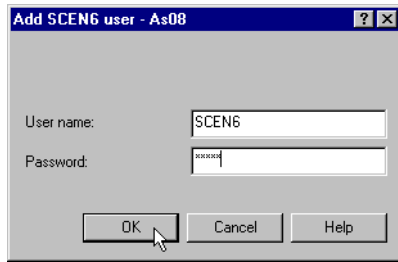 Add SCEN6 user - As08
User name: SCEN6
Password: *****
OK Cancel Help